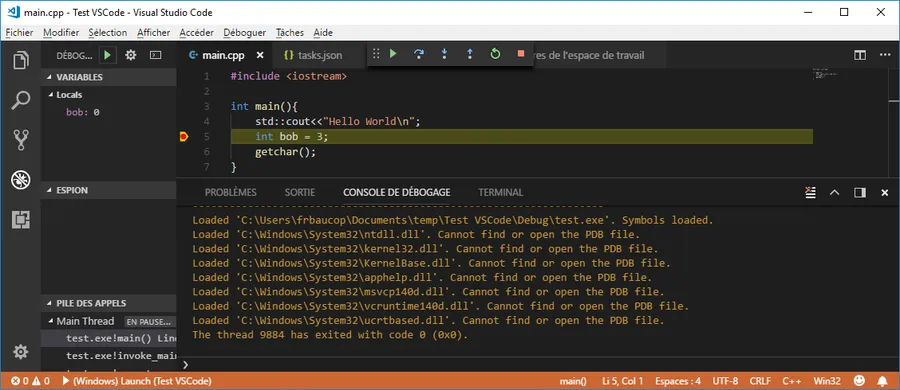 main.cpp - Test VSCode - Visual Studio Code
Fichier Modifier Sélection Afficher Accéder Déboguer Tâches Aide
DÉBOG...
main.cpp
tasks.json
res de l'espace de travail
VARIABLES
Locals
bob: 0
1 #include <iostream>
2
3 int main(){
4 std::cout<<"Hello World\n";
5 int bob = 3;
6 getchar();
7 }
ESPION
PROBLÈMES SORTIE CONSOLE DE DÉBOGAGE TERMINAL
Loaded 'C:\Users\frbaucop\Documents\temp\Test VSCode\Debug\test.exe'. Symbols loaded.
Loaded 'C:\Windows\System32\ntdll.dll'. Cannot find or open the PDB file.
Loaded 'C:\Windows\System32\kernel32.dll'. Cannot find or open the PDB file.
Loaded 'C:\Windows\System32\KernelBase.dll'. Cannot find or open the PDB file.
Loaded 'C:\Windows\System32\apphelp.dll'. Cannot find or open the PDB file.
Loaded 'C:\Windows\System32\msvcp140d.dll'. Cannot find or open the PDB file.
Loaded 'C:\Windows\System32\vcruntime140d.dll'. Cannot find or open the PDB file.
Loaded 'C:\Windows\System32\ucrtbased.dll'. Cannot find or open the PDB file.
The thread 9884 has exited with code 0 (0x0).
PILE DES APPELS
Main Thread EN PAUSE...
test.exe!main() Line
test.exe!invoke_main
0 0 (Windows) Launch (Test VSCode) main() Li 5, Col 1 Espaces : 4 UTF-8 CRLF C++ Win32